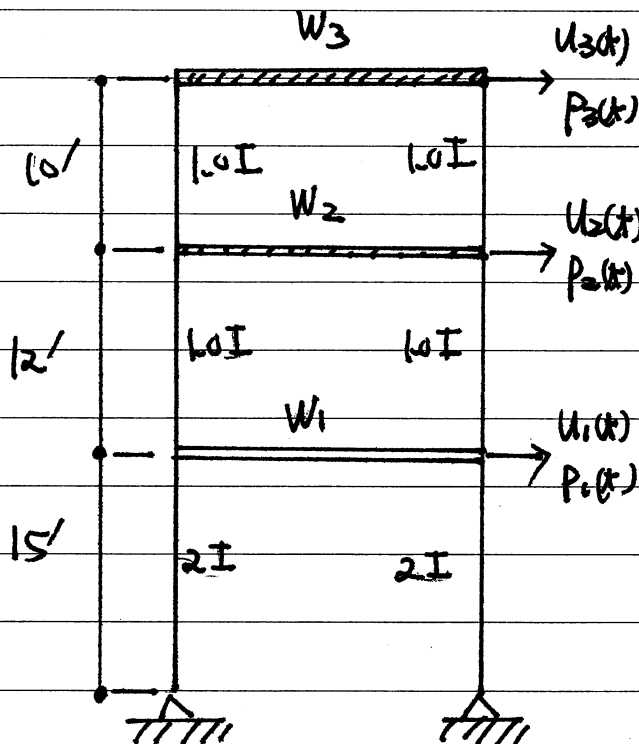 W3
U3(t)
P3(t)
10'
1.0I 1.0I
W2
U2(t)
P2(t)
12'
1.0I 1.0I
W1
U1(t)
P1(t)
15'
2I 2I